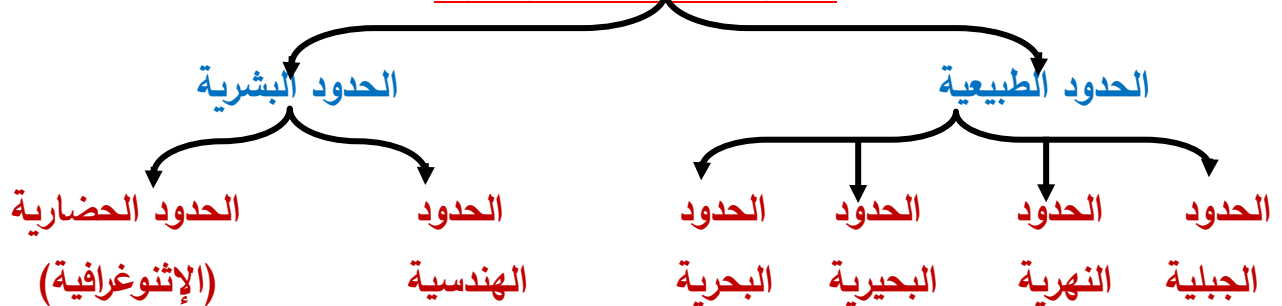 الحدود الطبيعية
الحدود البشرية
الحدود الجبلية
الحدود النهرية
الحدود البحيرية
الحدود البحرية
الحدود الهندسية
الحدود الحضارية
(الإثنوغرافية)